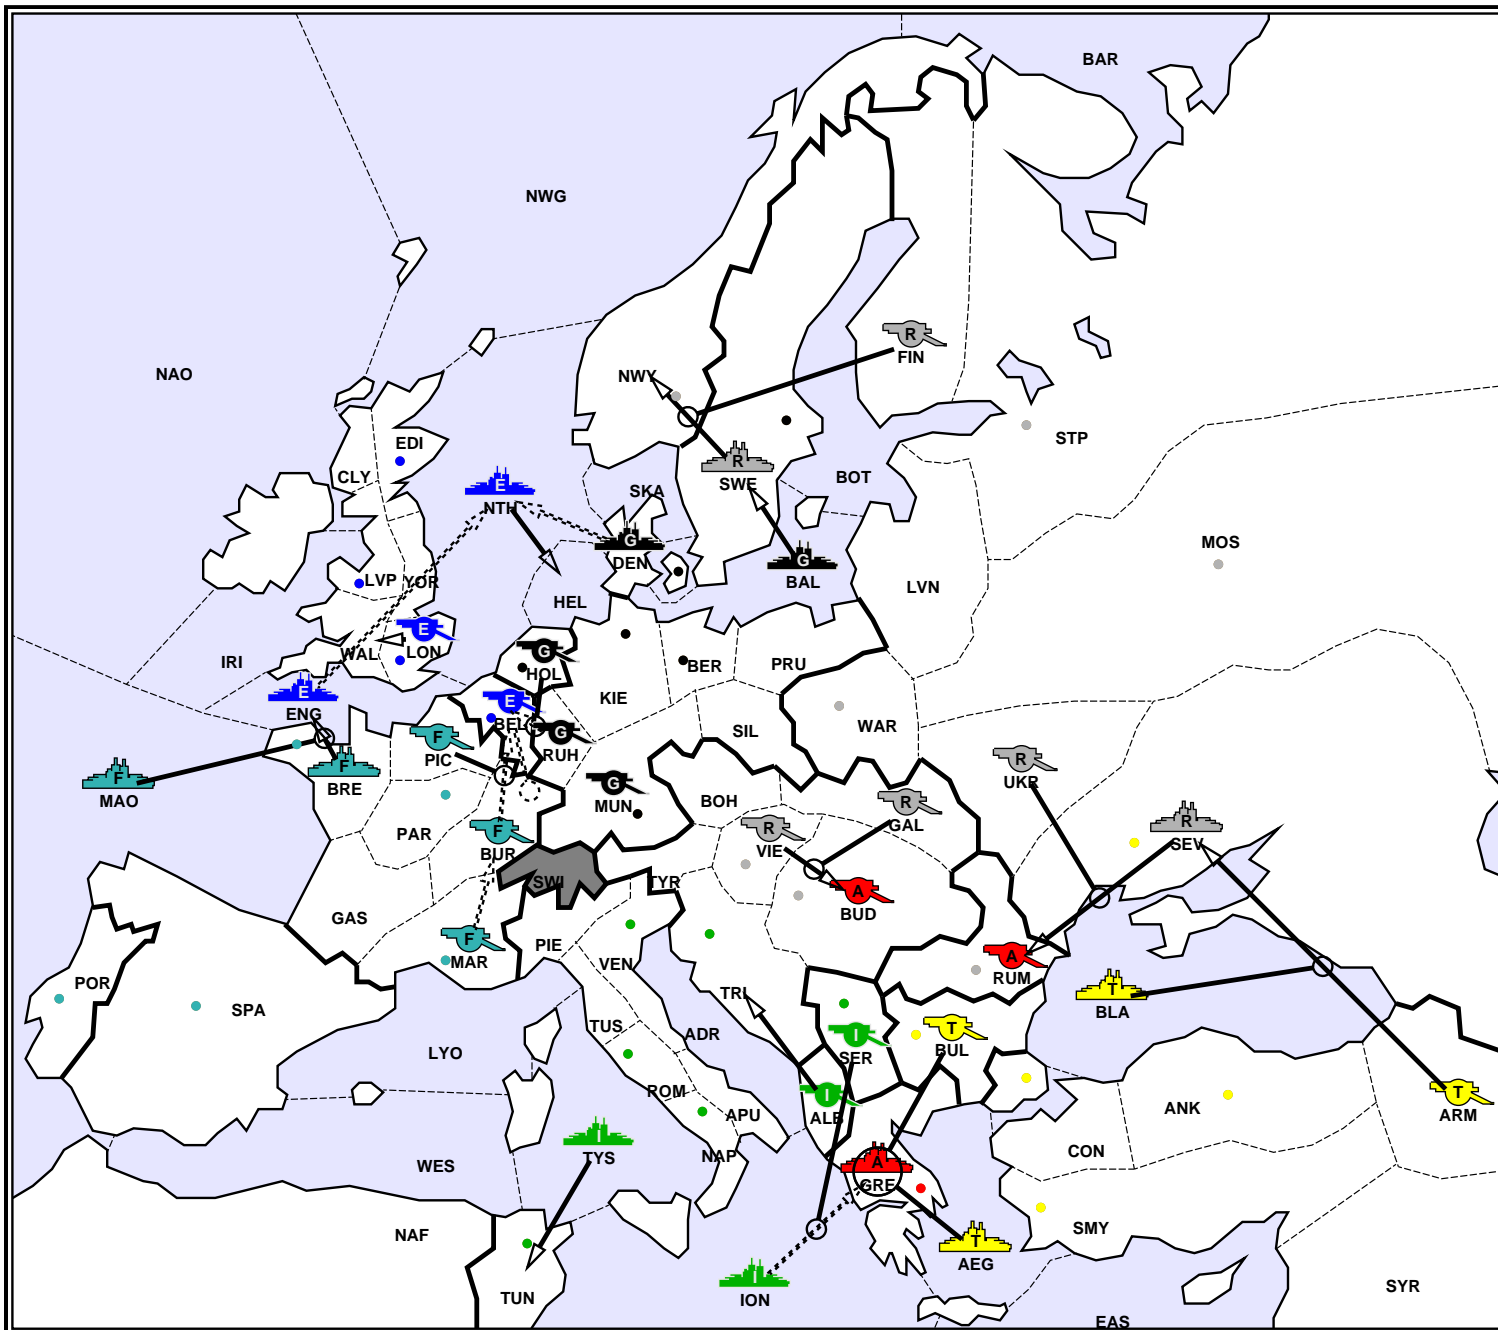 BAR
NWG
R
FIN
NAO
NWY
EDI
STP
CLY
R
SWE
BOT
E
NTH
SKA
G
DEN
G
BAL
MOS
LVP
YOR
HEL
LVN
E
LON
WAL
IRI
G
HOL
BER
PRU
KIE
E
ENG
E
BEL
WAR
SIL
F
PIC
G
RUH
R
UKR
F
MAO
F
BRE
G
MUN
BOH
R
GAL
PAR
F
BUR
R
VIE
R
SEV
SWI
TYR
A
BUD
GAS
F
MAR
PIE
VEN
A
RUM
POR
SPA
TRI
T
BLA
TUS
ADR
LYO
I
SER
T
BUL
ROM
APU
I
ALB
ANK
T
ARM
I
TYS
NAP
CON
WES
A
GRE
NAF
SMY
T
AEG
I
ION
TUN
SYR
EAS